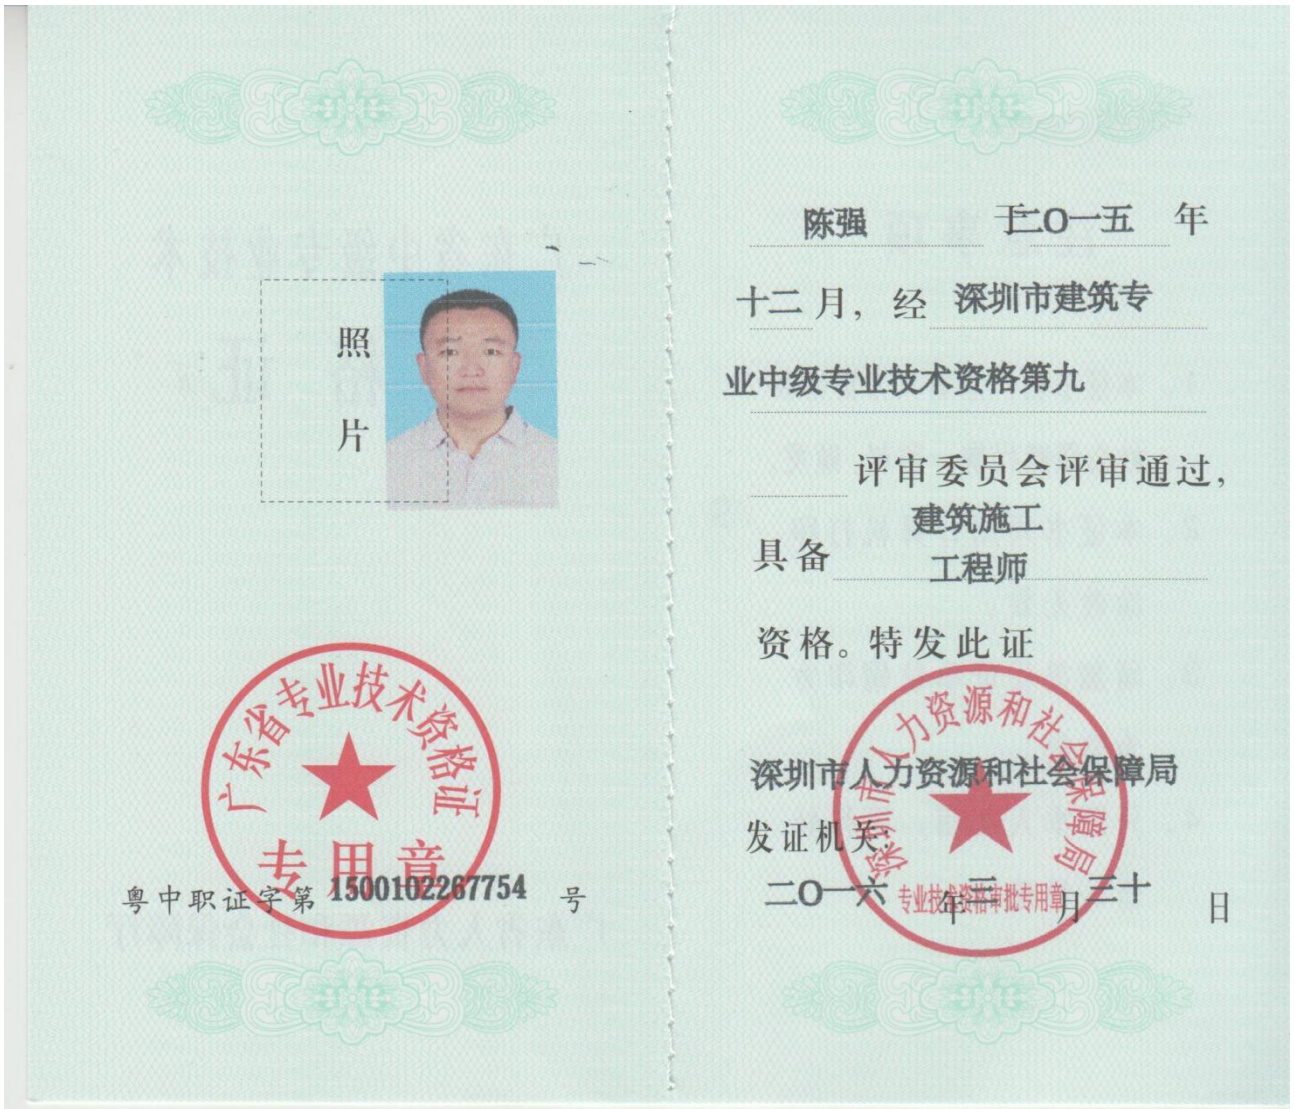 照
片
广东省专业技术资格证
专用章
粤中职证字第 1500102267754 号
陈强 于二〇一五 年
十二月，经 深圳市建筑专
业中级专业技术资格第九
评审委员会评审通过，
建筑施工
具备 工程师
资格。特发此证
深圳市人力资源和社会保障局
深圳市人力资源和社会保障局
发证机关：
二〇一六 年 三 月 三十 日
专业技术资格审批专用章